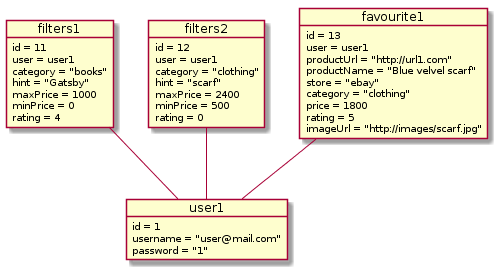 filters1
id = 11
user = user1
category = "books"
hint = "Gatsby"
maxPrice = 1000
minPrice = 0
rating = 4
filters2
id = 12
user = user1
category = "clothing"
hint = "scarf"
maxPrice = 2400
minPrice = 500
rating = 0
favourite1
id = 13
user = user1
productUrl = "http://url1.com"
productName = "Blue velvel scarf"
store = "ebay"
category = "clothing"
price = 1800
rating = 5
imageUrl = "http://images/scarf.jpg"
user1
id = 1
username = "user@mail.com"
password = "1"